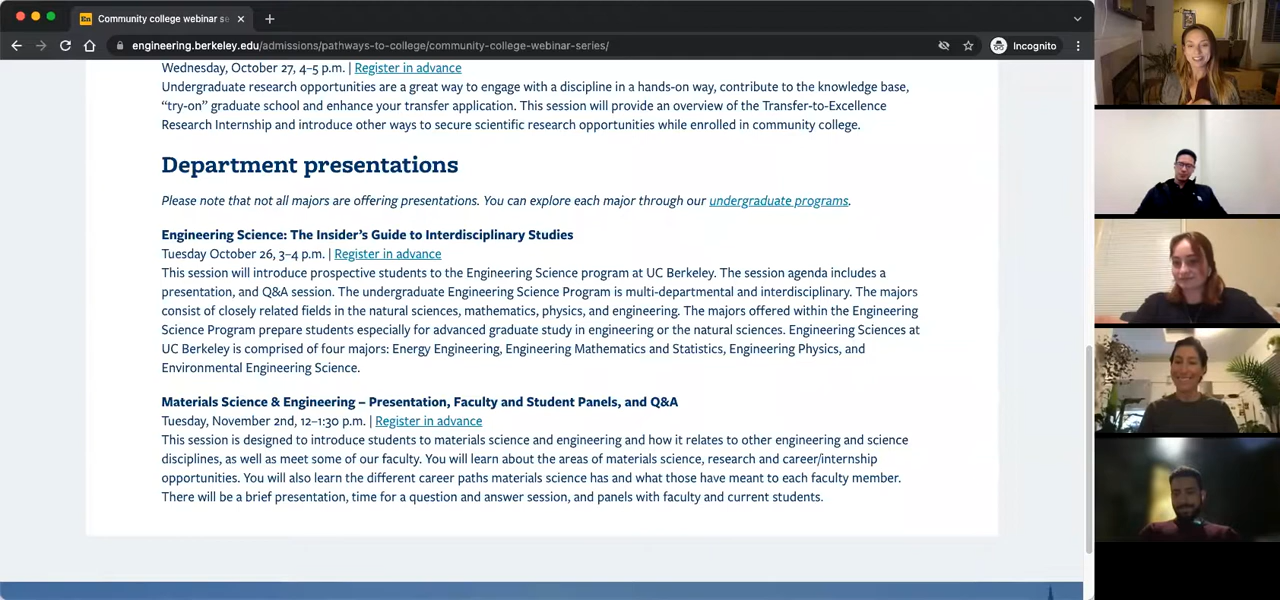 En
Community college webinar se
engineering.berkeley.edu/admissions/pathways-to-college/community-college-webinar-series/
Incognito
Wednesday, October 27, 4–5 p.m. | Register in advance
Undergraduate research opportunities are a great way to engage with a discipline in a hands-on way, contribute to the knowledge base,
“try-on” graduate school and enhance your transfer application. This session will provide an overview of the Transfer-to-Excellence
Research Internship and introduce other ways to secure scientific research opportunities while enrolled in community college.
Department presentations
Please note that not all majors are offering presentations. You can explore each major through our undergraduate programs.
Engineering Science: The Insider’s Guide to Interdisciplinary Studies
Tuesday October 26, 3–4 p.m. | Register in advance
This session will introduce prospective students to the Engineering Science program at UC Berkeley. The session agenda includes a
presentation, and Q&A session. The undergraduate Engineering Science Program is multi-departmental and interdisciplinary. The majors
consist of closely related fields in the natural sciences, mathematics, physics, and engineering. The majors offered within the Engineering
Science Program prepare students especially for advanced graduate study in engineering or the natural sciences. Engineering Sciences at
UC Berkeley is comprised of four majors: Energy Engineering, Engineering Mathematics and Statistics, Engineering Physics, and
Environmental Engineering Science.
Materials Science & Engineering – Presentation, Faculty and Student Panels, and Q&A
Tuesday, November 2nd, 12–1:30 p.m. | Register in advance
This session is designed to introduce students to materials science and engineering and how it relates to other engineering and science
disciplines, as well as meet some of our faculty. You will learn about the areas of materials science, research and career/internship
opportunities. You will also learn the different career paths materials science has and what those have meant to each faculty member.
There will be a brief presentation, time for a question and answer session, and panels with faculty and current students.